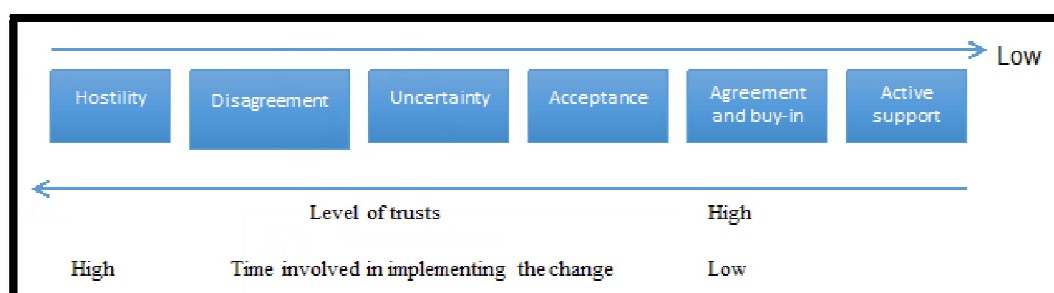 Low
Hostility
Disagreement
Uncertainty
Acceptance
Agreement
and buy-in
Active
support
Level of trusts High
High Time involved in implementing the change Low